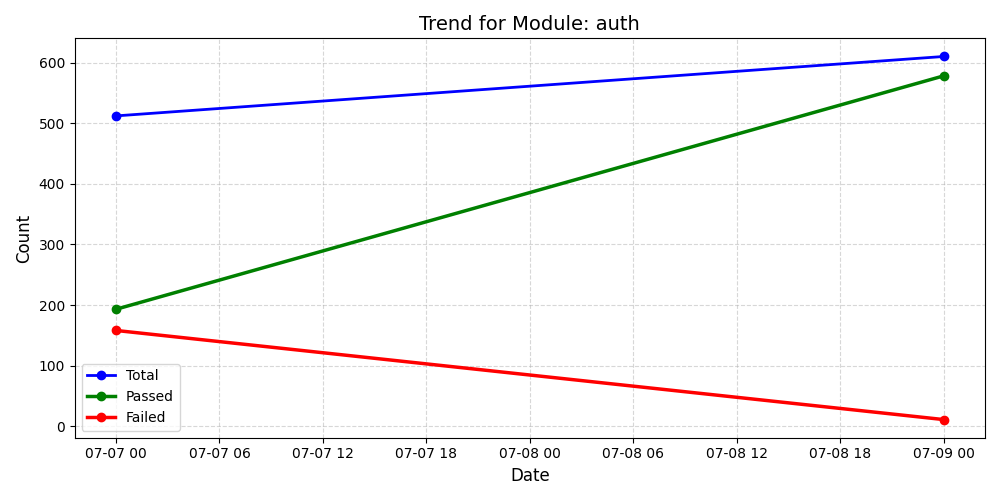 Trend for Module: auth
600
500
400
300
200
100
0
Count
Total
Passed
Failed
07-07 00 07-07 06 07-07 12 07-07 18 07-08 00 07-08 06 07-08 12 07-08 18 07-09 00
Date